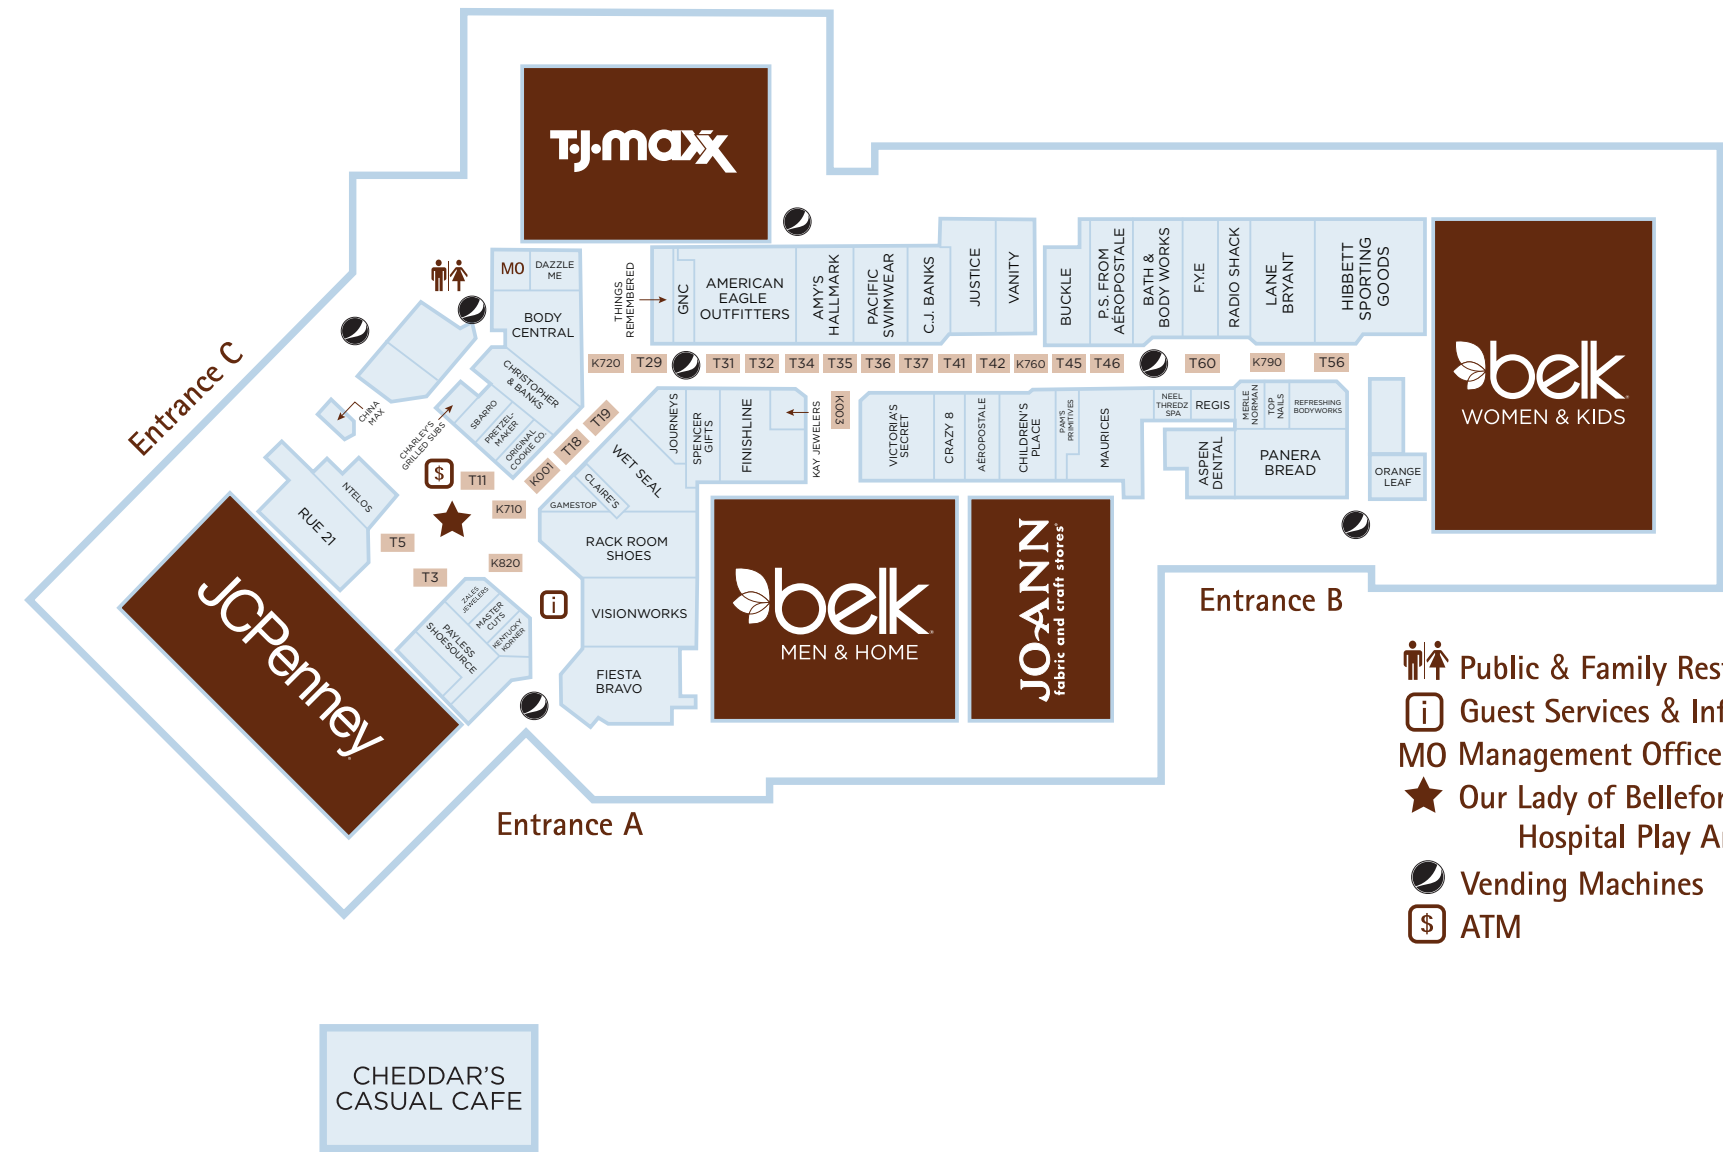 T.J.maxx
Entrance C
MO
DAZZLE
ME
BODY
CENTRAL
THINGS
REMEMBERED
GNC
AMERICAN
EAGLE
OUTFITTERS
AMY'S
HALLMARK
PACIFIC
SWIMWEAR
C.J. BANKS
JUSTICE
VANITY
BUCKLE
P.S. FROM
AÉROPOSTALE
BATH &
BODY WORKS
F.Y.E
RADIO SHACK
LANE
BRYANT
HIBBETT
SPORTING
GOODS
belk
WOMEN & KIDS
K720
T29
T31
T32
T34
T35
T36
T37
T41
T42
K760
T45
T46
T60
K790
T56
CHINA
MAX
CHARLEY'S
GRILLED SUBS
SBARRO
PRETZEL-
MAKER
ORIGINAL
COOKIE CO.
CHRISTOPHER
& BANKS
T19
T18
K001
T11
K710
K820
T5
T3
$
i
NTELOS
RUE 21
JCPenney
ZALES
JEWELERS
MASTER
CUTS
KENTUCKY
KORNER
PAYLESS
SHOESOURCE
WET SEAL
CLAIRE'S
GAMESTOP
RACK ROOM
SHOES
VISIONWORKS
FIESTA
BRAVO
JOURNEYS
SPENCER
GIFTS
FINISHLINE
KAY JEWELERS
K003
VICTORIA'S
SECRET
CRAZY 8
AÉROPOSTALE
CHILDREN'S
PLACE
PAM'S
PRIMITIVES
MAURICES
NEEL
THREDZ
SPA
REGIS
MERLE
NORMAN
TOP
NAILS
REFRESHING
BODYWORKS
ASPEN
DENTAL
PANERA
BREAD
ORANGE
LEAF
belk
MEN & HOME
JO-ANN
fabric and craft stores
Entrance B
Entrance A
Public & Family Res
i Guest Services & Inf
MO Management Office
Our Lady of Bellefor
Hospital Play A
Vending Machines
$ ATM
CHEDDAR'S
CASUAL CAFE